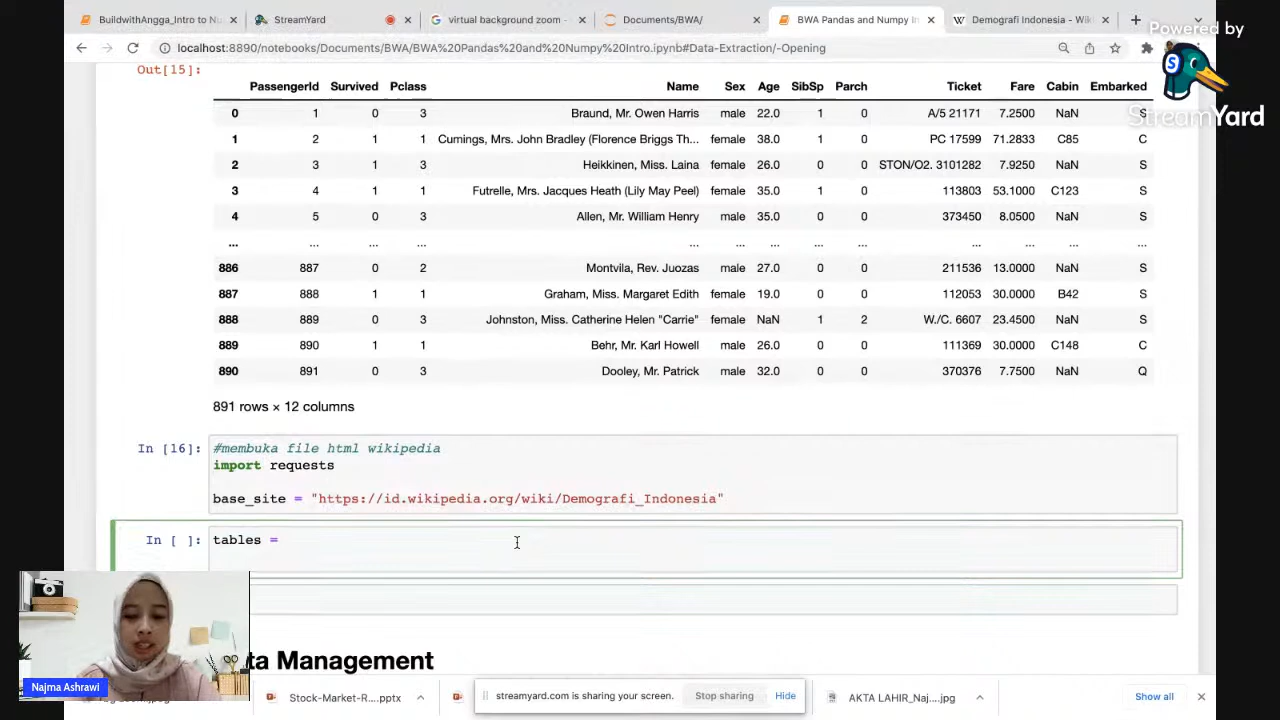 BuildwithAngga_Intro to Nu
StreamYard
virtual background zoom -
Documents/BWA/
BWA Pandas and Numpy In
Demografi Indonesia - Wiki
Powered by
StreamYard
localhost:8890/notebooks/Documents/BWA/BWA%20Pandas%20and%20Numpy%20Intro.ipynb#Data-Extraction/-Opening
Out[15]:
PassengerId Survived Pclass Name Sex Age SibSp Parch Ticket Fare Cabin Embarked
0 1 0 3 Braund, Mr. Owen Harris male 22.0 1 0 A/5 21171 7.2500 NaN S
1 2 1 1 Cumings, Mrs. John Bradley (Florence Briggs Th... female 38.0 1 0 PC 17599 71.2833 C85 C
2 3 1 3 Heikkinen, Miss. Laina female 26.0 0 0 STON/O2. 3101282 7.9250 NaN S
3 4 1 1 Futrelle, Mrs. Jacques Heath (Lily May Peel) female 35.0 1 0 113803 53.1000 C123 S
4 5 0 3 Allen, Mr. William Henry male 35.0 0 0 373450 8.0500 NaN S
... ... ... ... ... ... ... ... ... ... ... ... ...
886 887 0 2 Montvila, Rev. Juozas male 27.0 0 0 211536 13.0000 NaN S
887 888 1 1 Graham, Miss. Margaret Edith female 19.0 0 0 112053 30.0000 B42 S
888 889 0 3 Johnston, Miss. Catherine Helen "Carrie" female NaN 1 2 W./C. 6607 23.4500 NaN S
889 890 1 1 Behr, Mr. Karl Howell male 26.0 0 0 111369 30.0000 C148 C
890 891 0 3 Dooley, Mr. Patrick male 32.0 0 0 370376 7.7500 NaN Q
891 rows × 12 columns
In [16]:
#membuka file html wikipedia
import requests
base_site = "https://id.wikipedia.org/wiki/Demografi_Indonesia"
In [ ]:
tables =
ta Management
Najma Ashrawi
Stock-Market-R....pptx
streamyard.com is sharing your screen.
Stop sharing
Hide
AKTA LAHIR_Naj....jpg
Show all